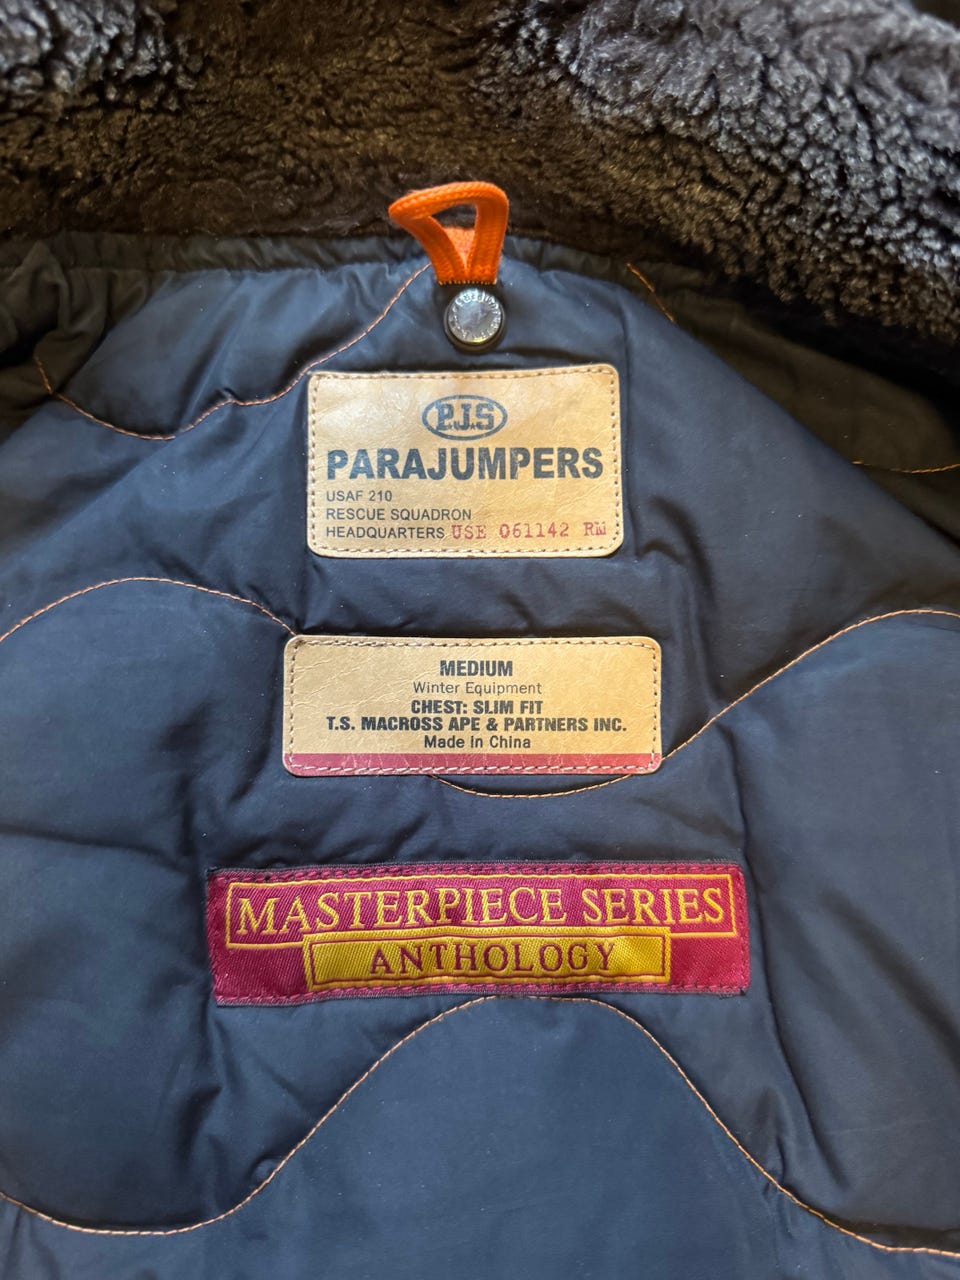 P.J.S
PARAJUMPERS
USAF 210
RESCUE SQUADRON
HEADQUARTERS USE 061142 RM
MEDIUM
Winter Equipment
CHEST: SLIM FIT
T.S. MACROSS APE & PARTNERS INC.
Made in China
MASTERPIECE SERIES
ANTHOLOGY